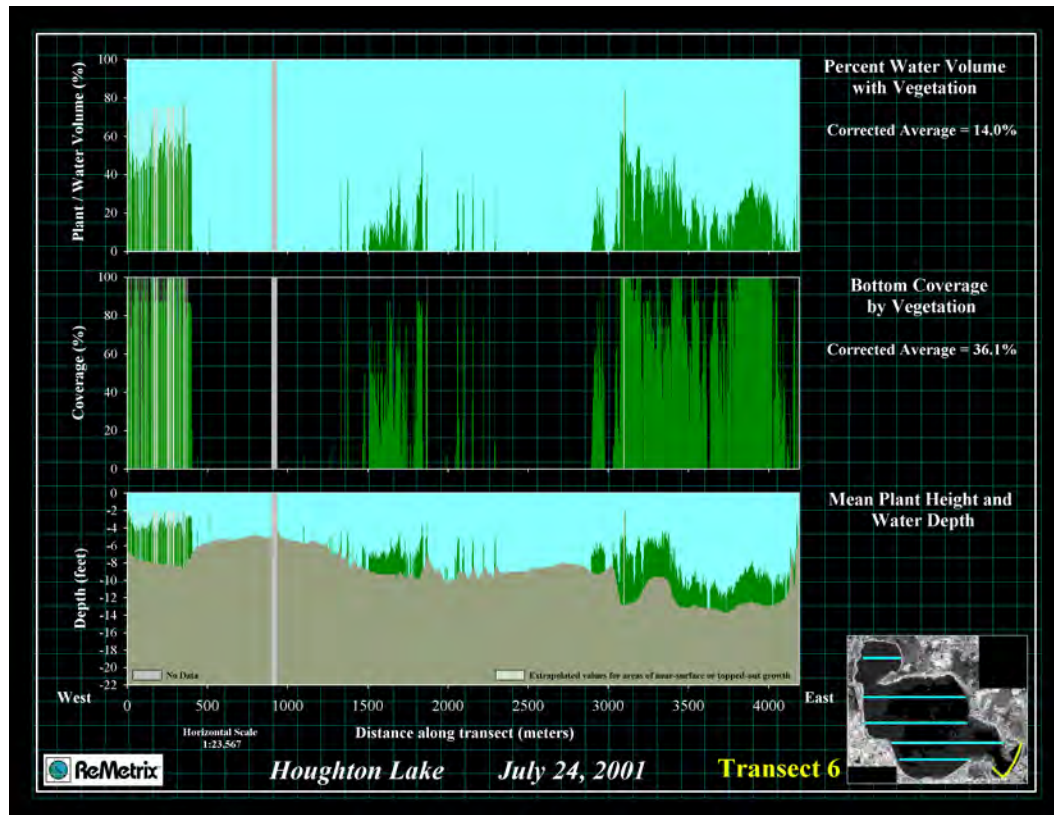 Percent Water Volume
with Vegetation
Corrected Average = 14.0%
Plant / Water Volume (%)
100
80
60
40
20
0
Bottom Coverage
by Vegetation
Corrected Average = 36.1%
Coverage (%)
100
80
60
40
20
0
Mean Plant Height and
Water Depth
Depth (feet)
0
-2
-4
-6
-8
-10
-12
-14
-16
-18
-20
-22
No Data
Extrapolated values for areas of near-surface or topped-out growth
West
0 500 1000 1500 2000 2500 3000 3500 4000
East
Horizontal Scale
1:23,567
Distance along transect (meters)
ReMetrix
Houghton Lake July 24, 2001
Transect 6